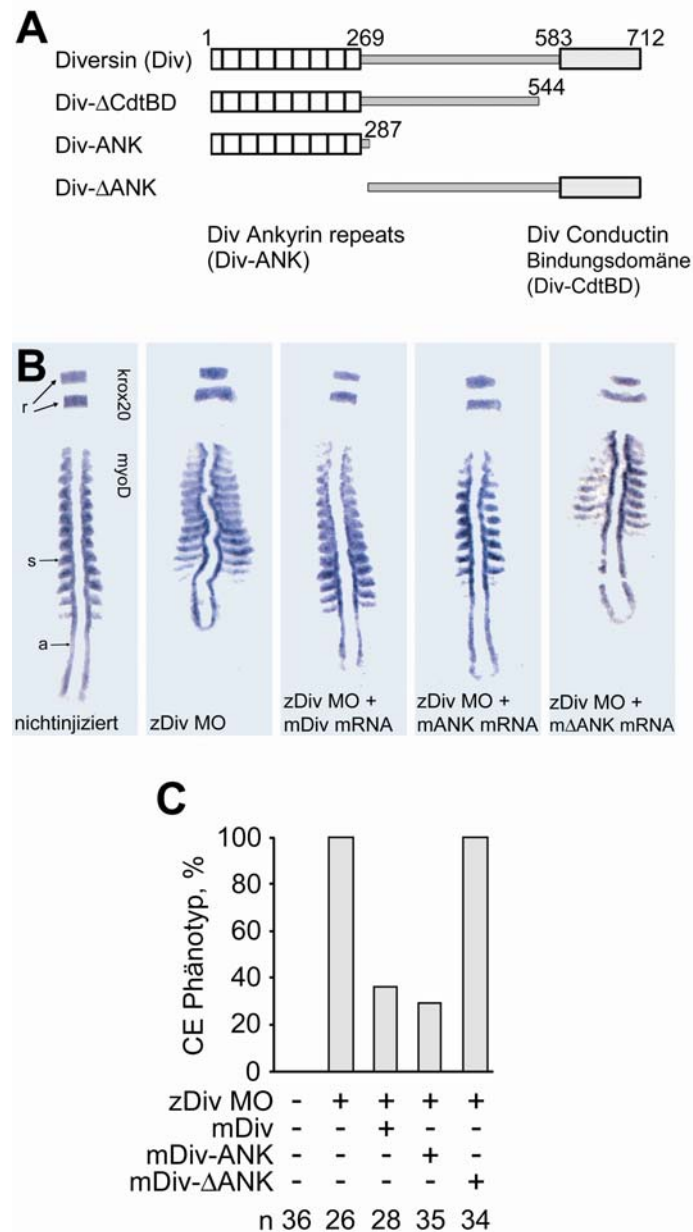 A
1 269 583 712
Diversin (Div)
Div-ΔCdtBD
544
Div-ANK
287
Div-ΔANK
Div Ankyrin repeats
(Div-ANK)
Div Conductin
Bindungsdomäne
(Div-CdtBD)
B
r
krox20
myoD
s
a
nichtinjiziert
zDiv MO
zDiv MO +
mDiv mRNA
zDiv MO +
mANK mRNA
zDiv MO +
mΔANK mRNA
C
CE Phänotyp, %
100
80
60
40
20
0
zDiv MO - + + + +
mDiv - - + - -
mDiv-ANK - - - + -
mDiv-ΔANK - - - - +
n 36 26 28 35 34